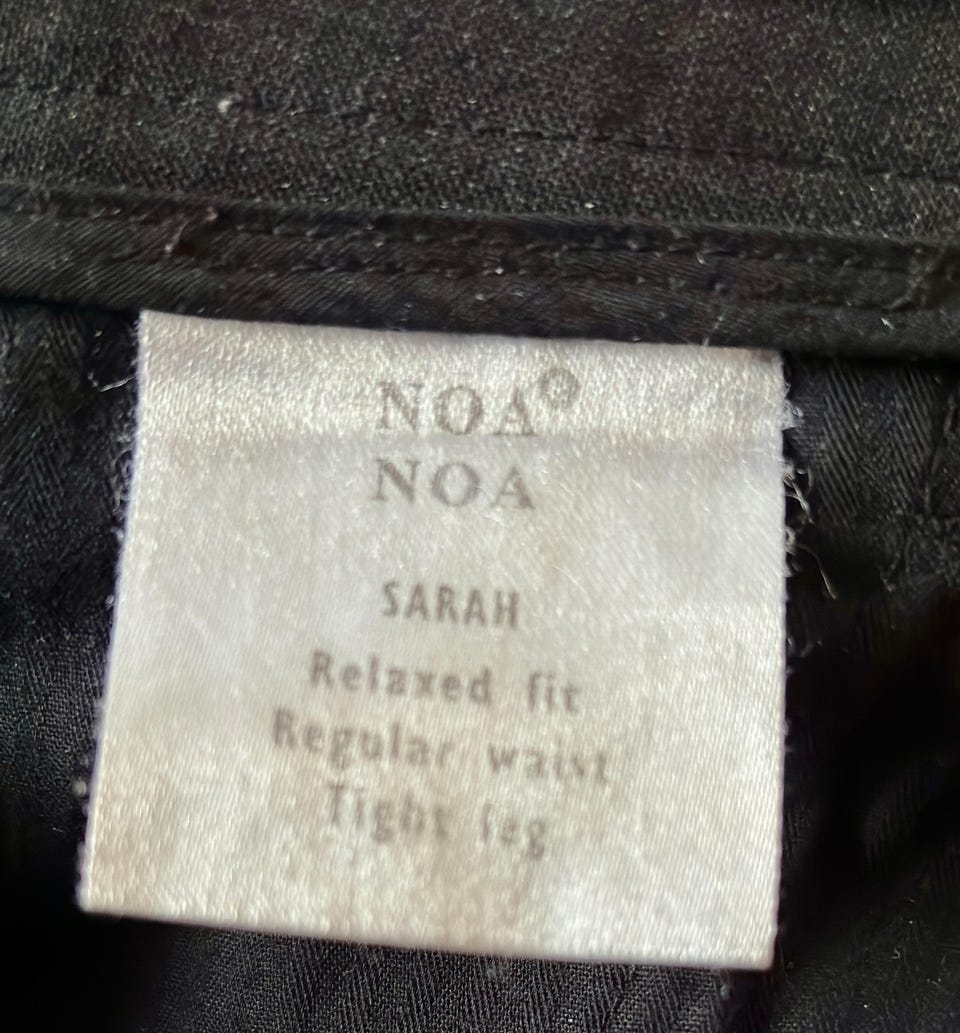 NOA®
NOA
SARAH
Relaxed fit
Regular waist
Tight leg